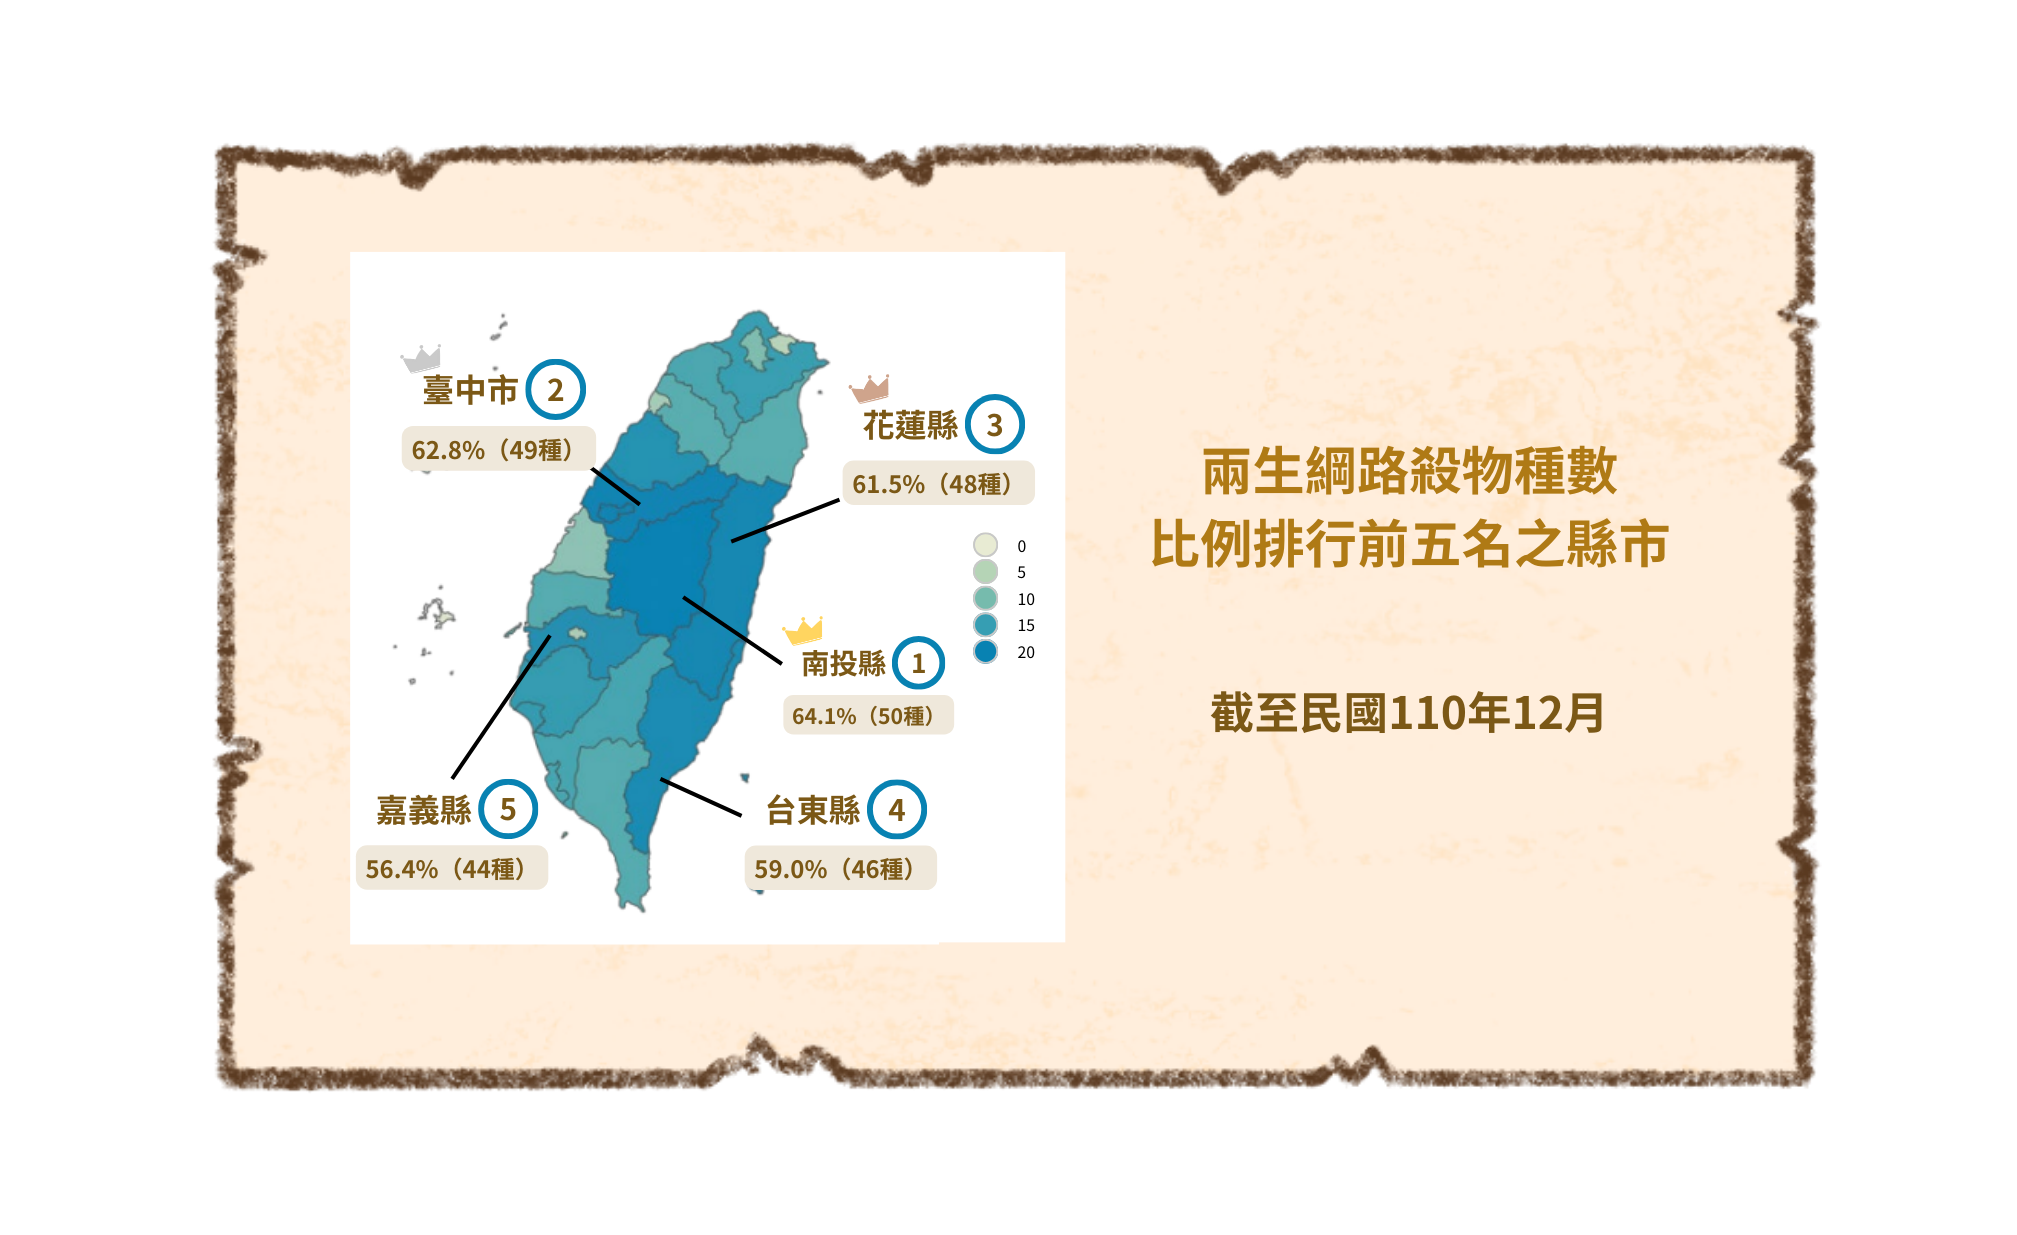 臺中市 2
62.8%（49種）
花蓮縣 3
61.5%（48種）
0
5
10
15
20
南投縣 1
64.1%（50種）
嘉義縣 5
56.4%（44種）
台東縣 4
59.0%（46種）
兩生綱路殺物種數
比例排行前五名之縣市
截至民國110年12月